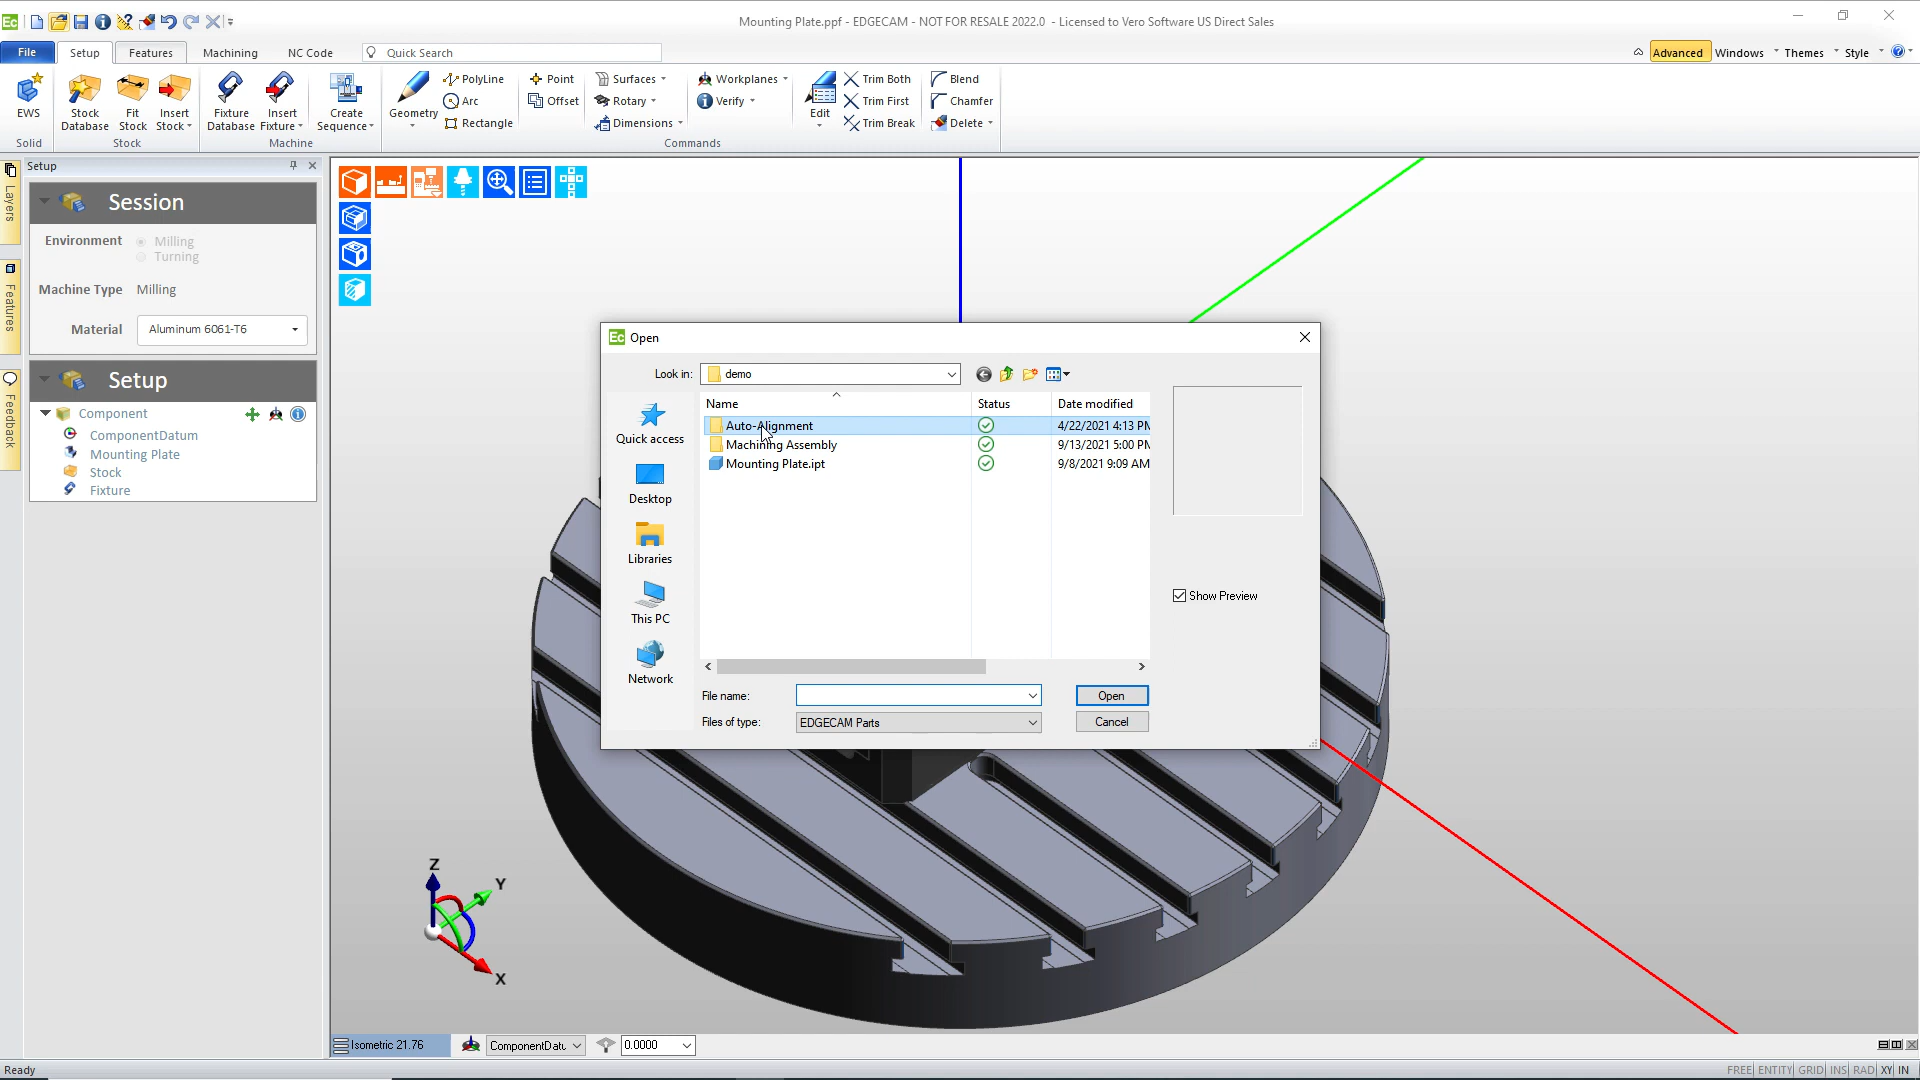 Ec
Mounting Plate.ppf - EDGECAM - NOT FOR RESALE 2022.0 - Licensed to Vero Software US Direct Sales
File Setup Features Machining NC Code Quick Search Advanced Windows Themes Style
EWS
Stock Database
Fit Stock
Insert Stock
Fixture Database
Insert Fixture
Create Sequence
Geometry
PolyLine
Arc
Rectangle
Point
Offset
Surfaces
Rotary
Dimensions
Workplanes
Verify
Edit
Trim Both
Trim First
Trim Break
Blend
Chamfer
Delete
Solid Stock Machine Commands
Setup
Layers
Features
Feedback
Session
Environment Milling
Turning
Machine Type Milling
Material Aluminum 6061-T6
Setup
Component
ComponentDatum
Mounting Plate
Stock
Fixture
Ec Open
Look in: demo
Quick access
Desktop
Libraries
This PC
Network
Name Status Date modified
Auto-Alignment 4/22/2021 4:13 PM
Machining Assembly 9/13/2021 5:00 PM
Mounting Plate.ipt 9/8/2021 9:09 AM
Show Preview
File name: Open
Files of type: EDGECAM Parts Cancel
Z
Y
X
Isometric 21.76 ComponentDatu 0.0000
Ready FREE ENTITY GRID INS RAD XY IN